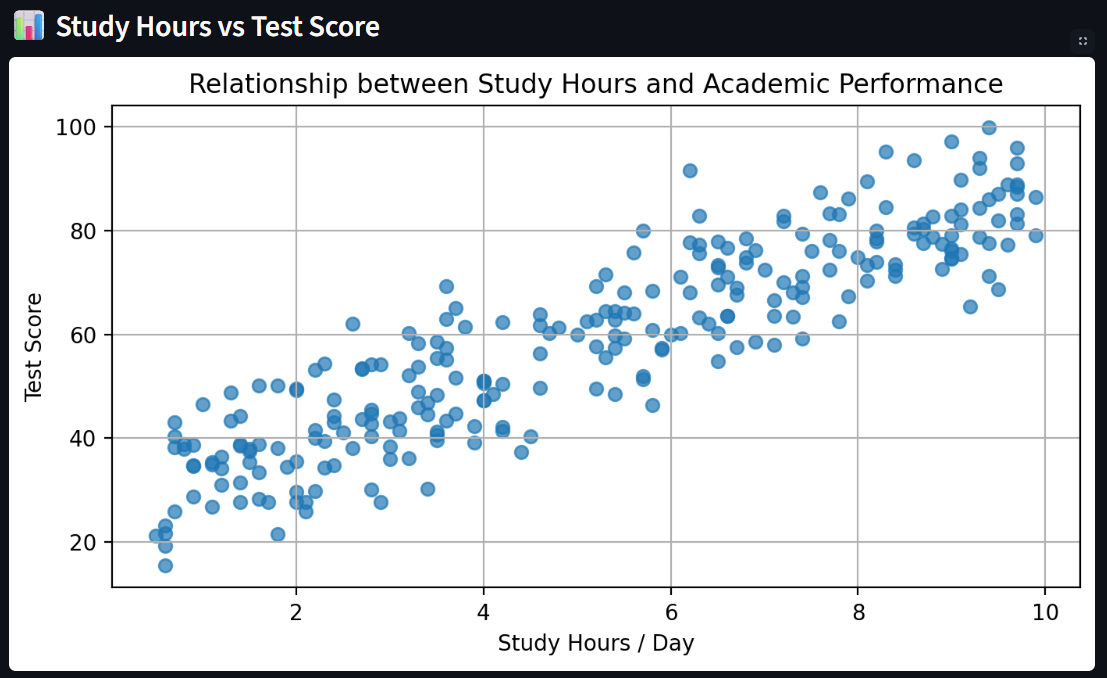 Study Hours vs Test Score
Relationship between Study Hours and Academic Performance
100
80
60
40
20
Test Score
2 4 6 8 10
Study Hours / Day